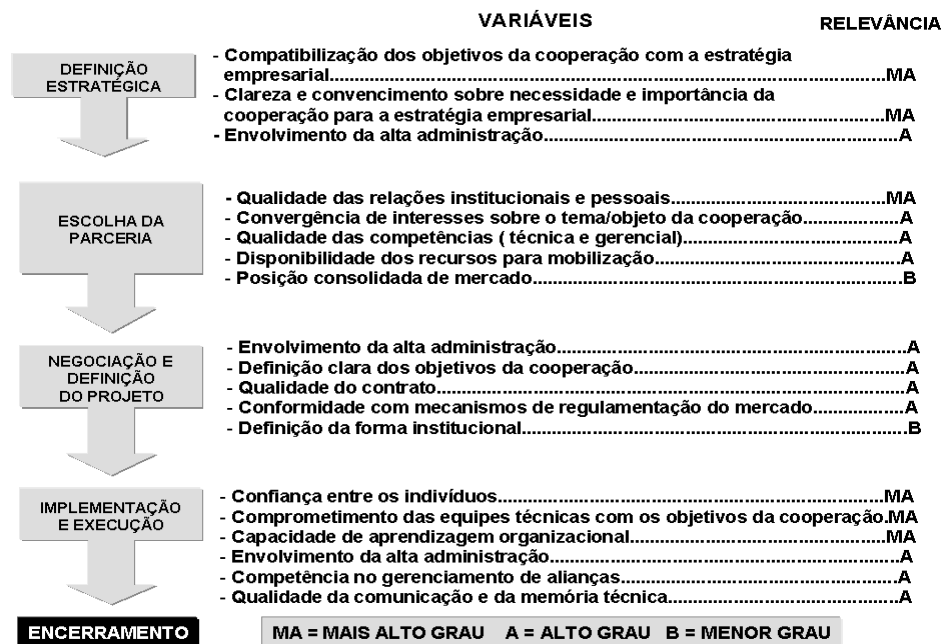 VARIÁVEIS
RELEVÂNCIA
DEFINIÇÃO
ESTRATÉGICA
- Compatibilização dos objetivos da cooperação com a estratégia
empresarial............................................................................................MA
- Clareza e convencimento sobre necessidade e importância da
cooperação para a estratégia empresarial................................................MA
- Envolvimento da alta administração..........................................................A
ESCOLHA DA
PARCERIA
- Qualidade das relações institucionais e pessoais...................................MA
- Convergência de interesses sobre o tema/objeto da cooperação...............A
- Qualidade das competências ( técnica e gerencial)...................................A
- Disponibilidade dos recursos para mobilização........................................A
- Posição consolidada de mercado............................................................B
NEGOCIAÇÃO E
DEFINIÇÃO
DO PROJETO
- Envolvimento da alta administração.........................................................A
- Definição clara dos objetivos da cooperação............................................A
- Qualidade do contrato.............................................................................A
- Conformidade com mecanismos de regulamentação do mercado..............A
- Definição da forma institucional...............................................................B
IMPLEMENTAÇÃO
E EXECUÇÃO
- Confiança entre os indivíduos...............................................................MA
- Comprometimento das equipes técnicas com os objetivos da cooperação.MA
- Capacidade de aprendizagem organizacional.........................................MA
- Envolvimento da alta administração.........................................................A
- Competência no gerenciamento de alianças.............................................A
- Qualidade da comunicação e da memória técnica.....................................A
ENCERRAMENTO
MA = MAIS ALTO GRAU A = ALTO GRAU B = MENOR GRAU